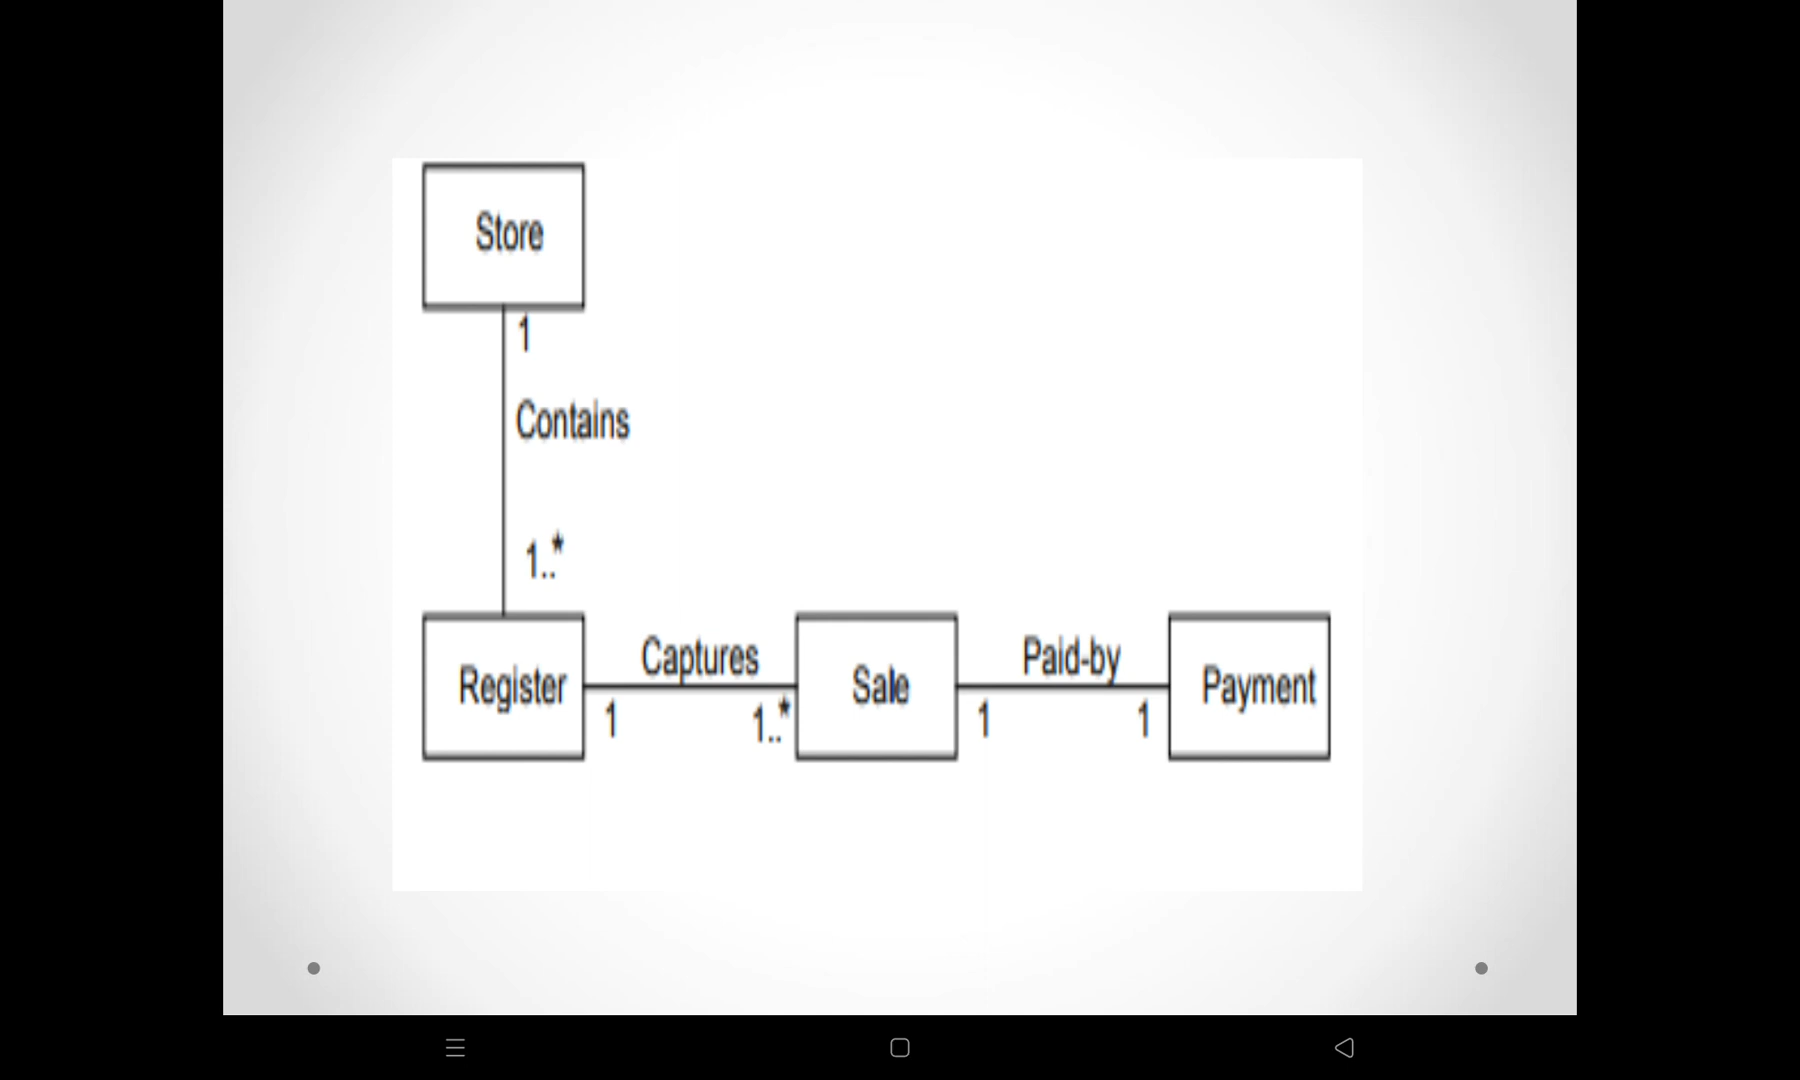 Store
1
Contains
1..*
Register
Captures
1
1..*
Sale
Paid-by
1
1
Payment